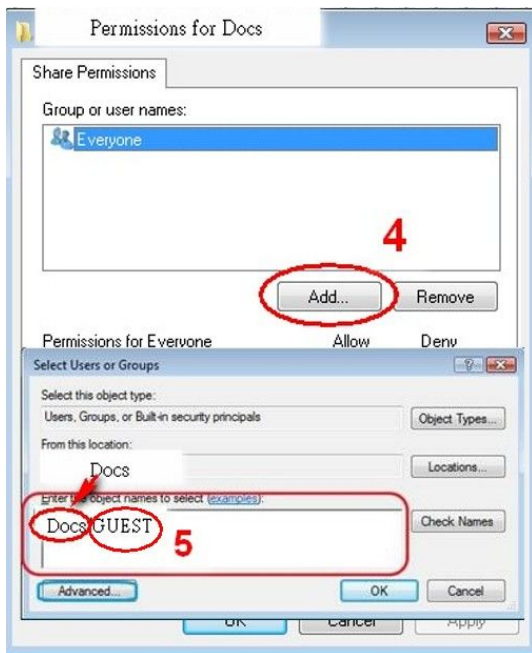 Permissions for Docs
Share Permissions
Group or user names:
Everyone
4
Add... Remove
Permissions for Everyone Allow Deny
Select Users or Groups
Select this object type:
Users, Groups, or Built-in security principals Object Types...
From this location:
Docs Locations...
Enter the object names to select (examples):
Docs GUEST 5 Check Names
Advanced... OK Cancel
OK Cancel Apply